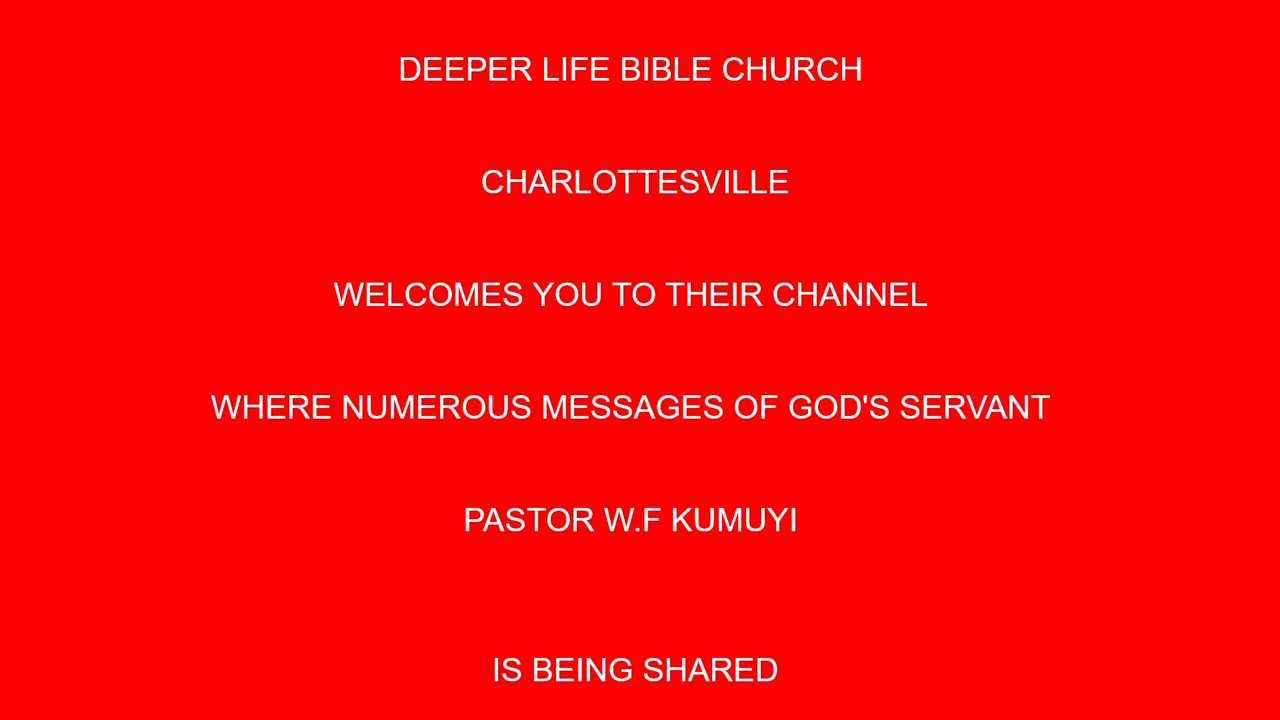 DEEPER LIFE BIBLE CHURCH
CHARLOTTESVILLE
WELCOMES YOU TO THEIR CHANNEL
WHERE NUMEROUS MESSAGES OF GOD'S SERVANT
PASTOR W.F KUMUYI
IS BEING SHARED